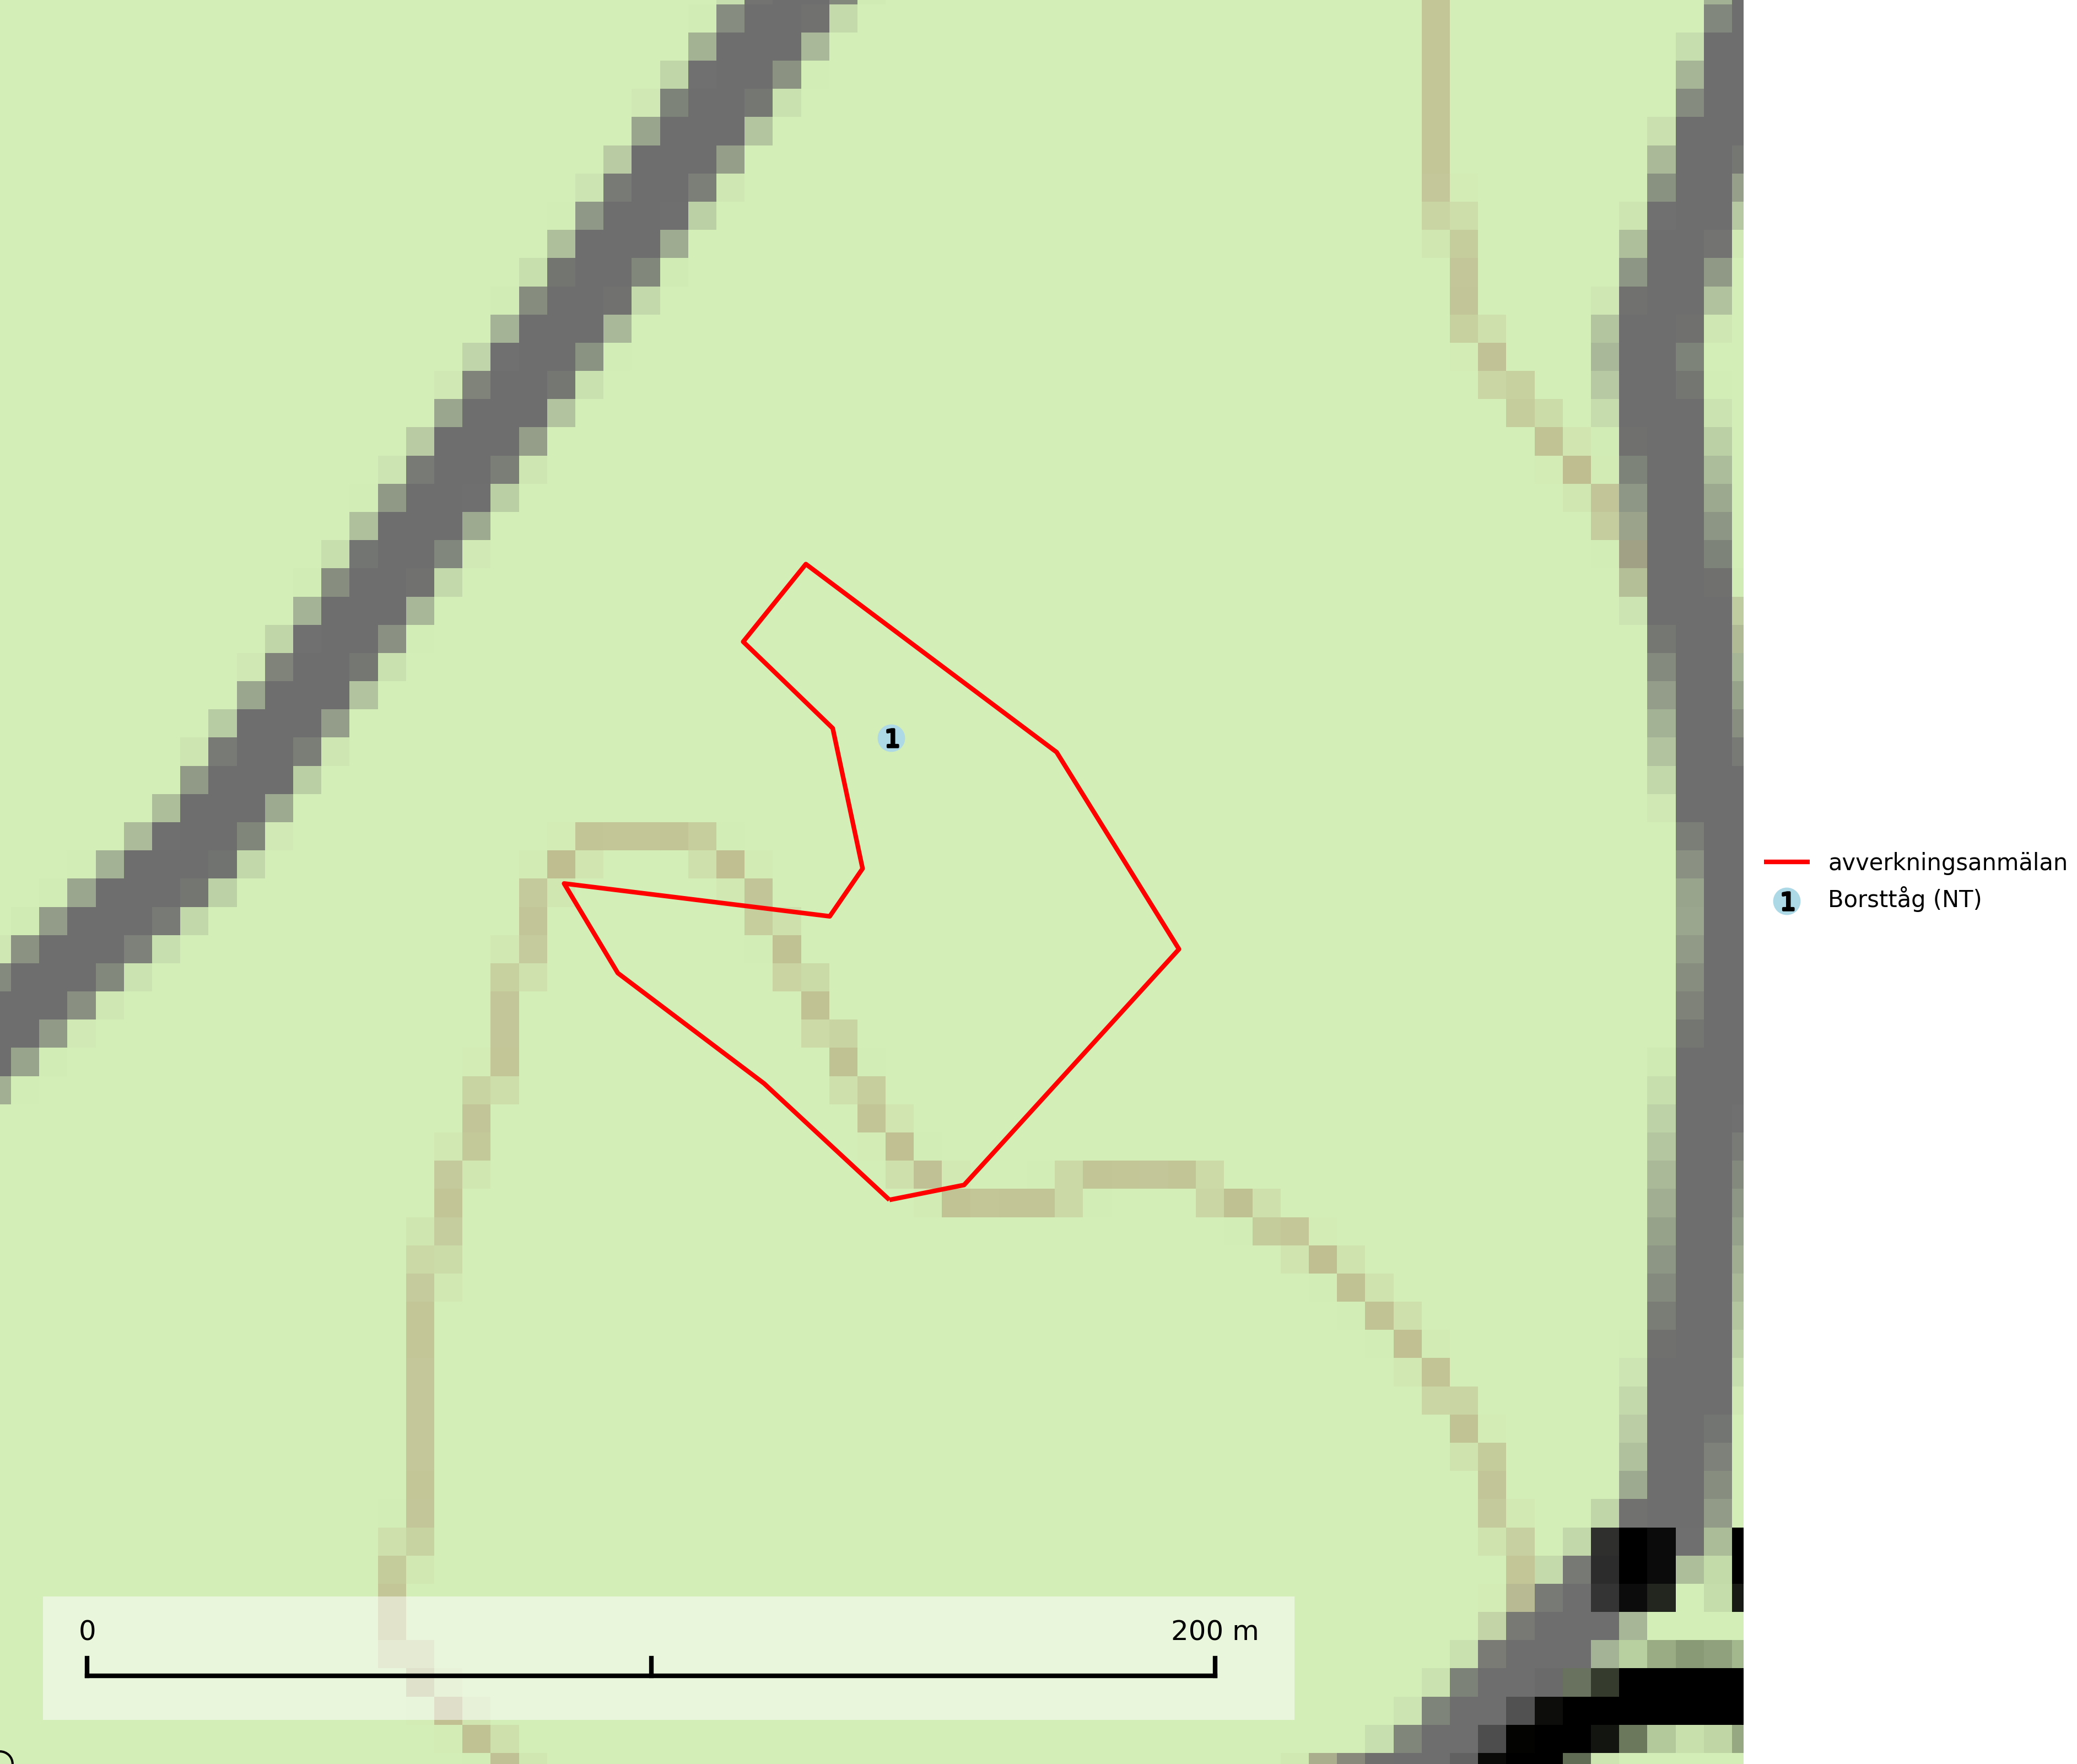 1
avverkningsanmälan
1 Borsttåg (NT)
0 200 m